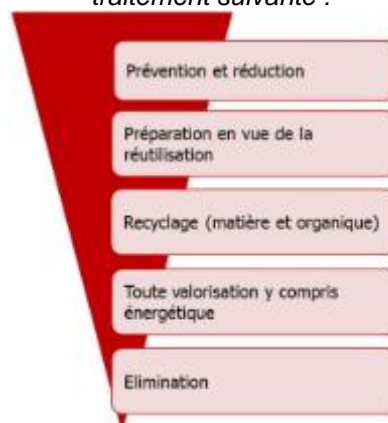 traitement suivante :
Prévention et réduction
Préparation en vue de la
réutilisation
Recyclage (matière et organique)
Toute valorisation y compris
énergétique
Elimination